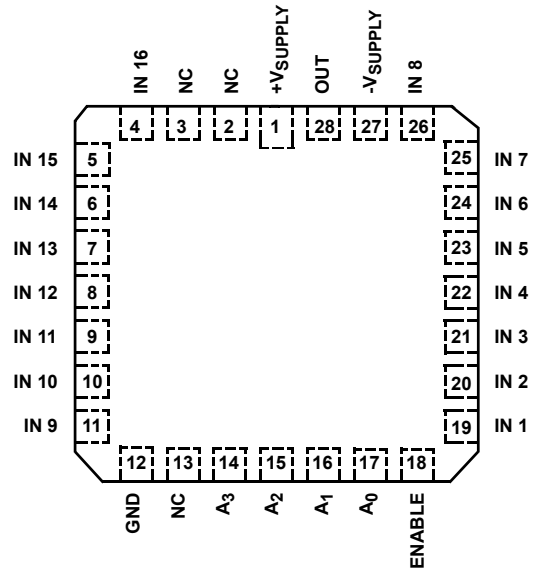 IN 16
NC
NC
+VSUPPLY
OUT
-VSUPPLY
IN 8
4
3
2
1
28
27
26
IN 15 5
25 IN 7
IN 14 6
24 IN 6
IN 13 7
23 IN 5
IN 12 8
22 IN 4
IN 11 9
21 IN 3
IN 10 10
20 IN 2
IN 9 11
19 IN 1
12
13
14
15
16
17
18
GND
NC
A3
A2
A1
A0
ENABLE